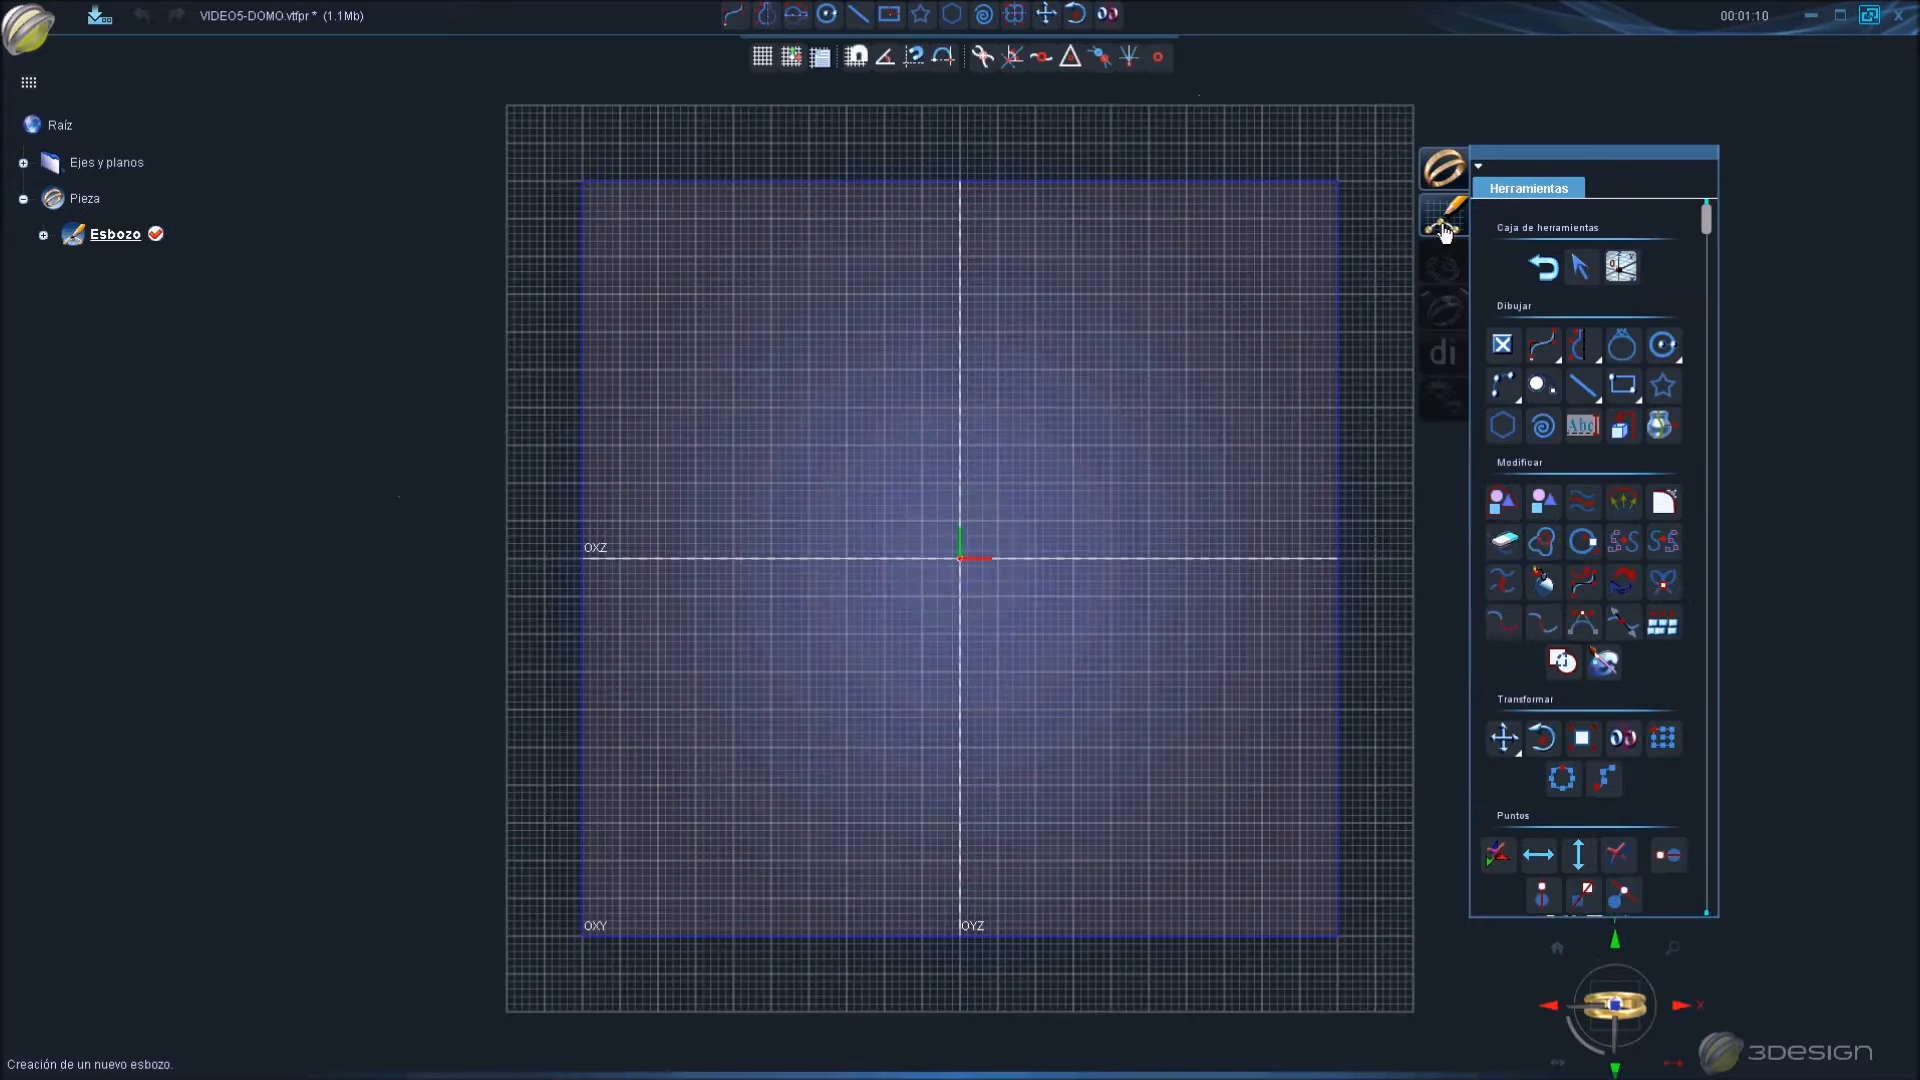 VIDEO5-DOMO.vtfpr * (1.1Mb)
00:01:10
Raíz
Ejes y planos
Pieza
Esbozo
Herramientas
Caja de herramientas
Dibujar
Abc
di
Modificar
OXZ
Transformar
Puntos
OXY
OYZ
X
Creación de un nuevo esbozo.
3DESIGN